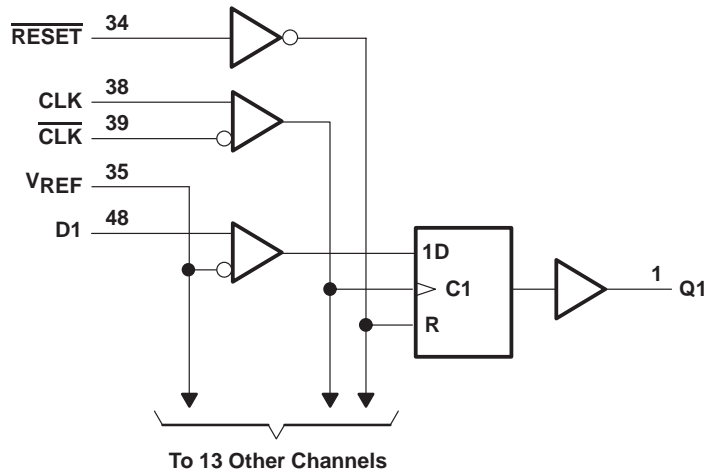 RESET 34
CLK 38
CLK 39
VREF 35
D1 48
1D
C1
R
1 Q1
To 13 Other Channels